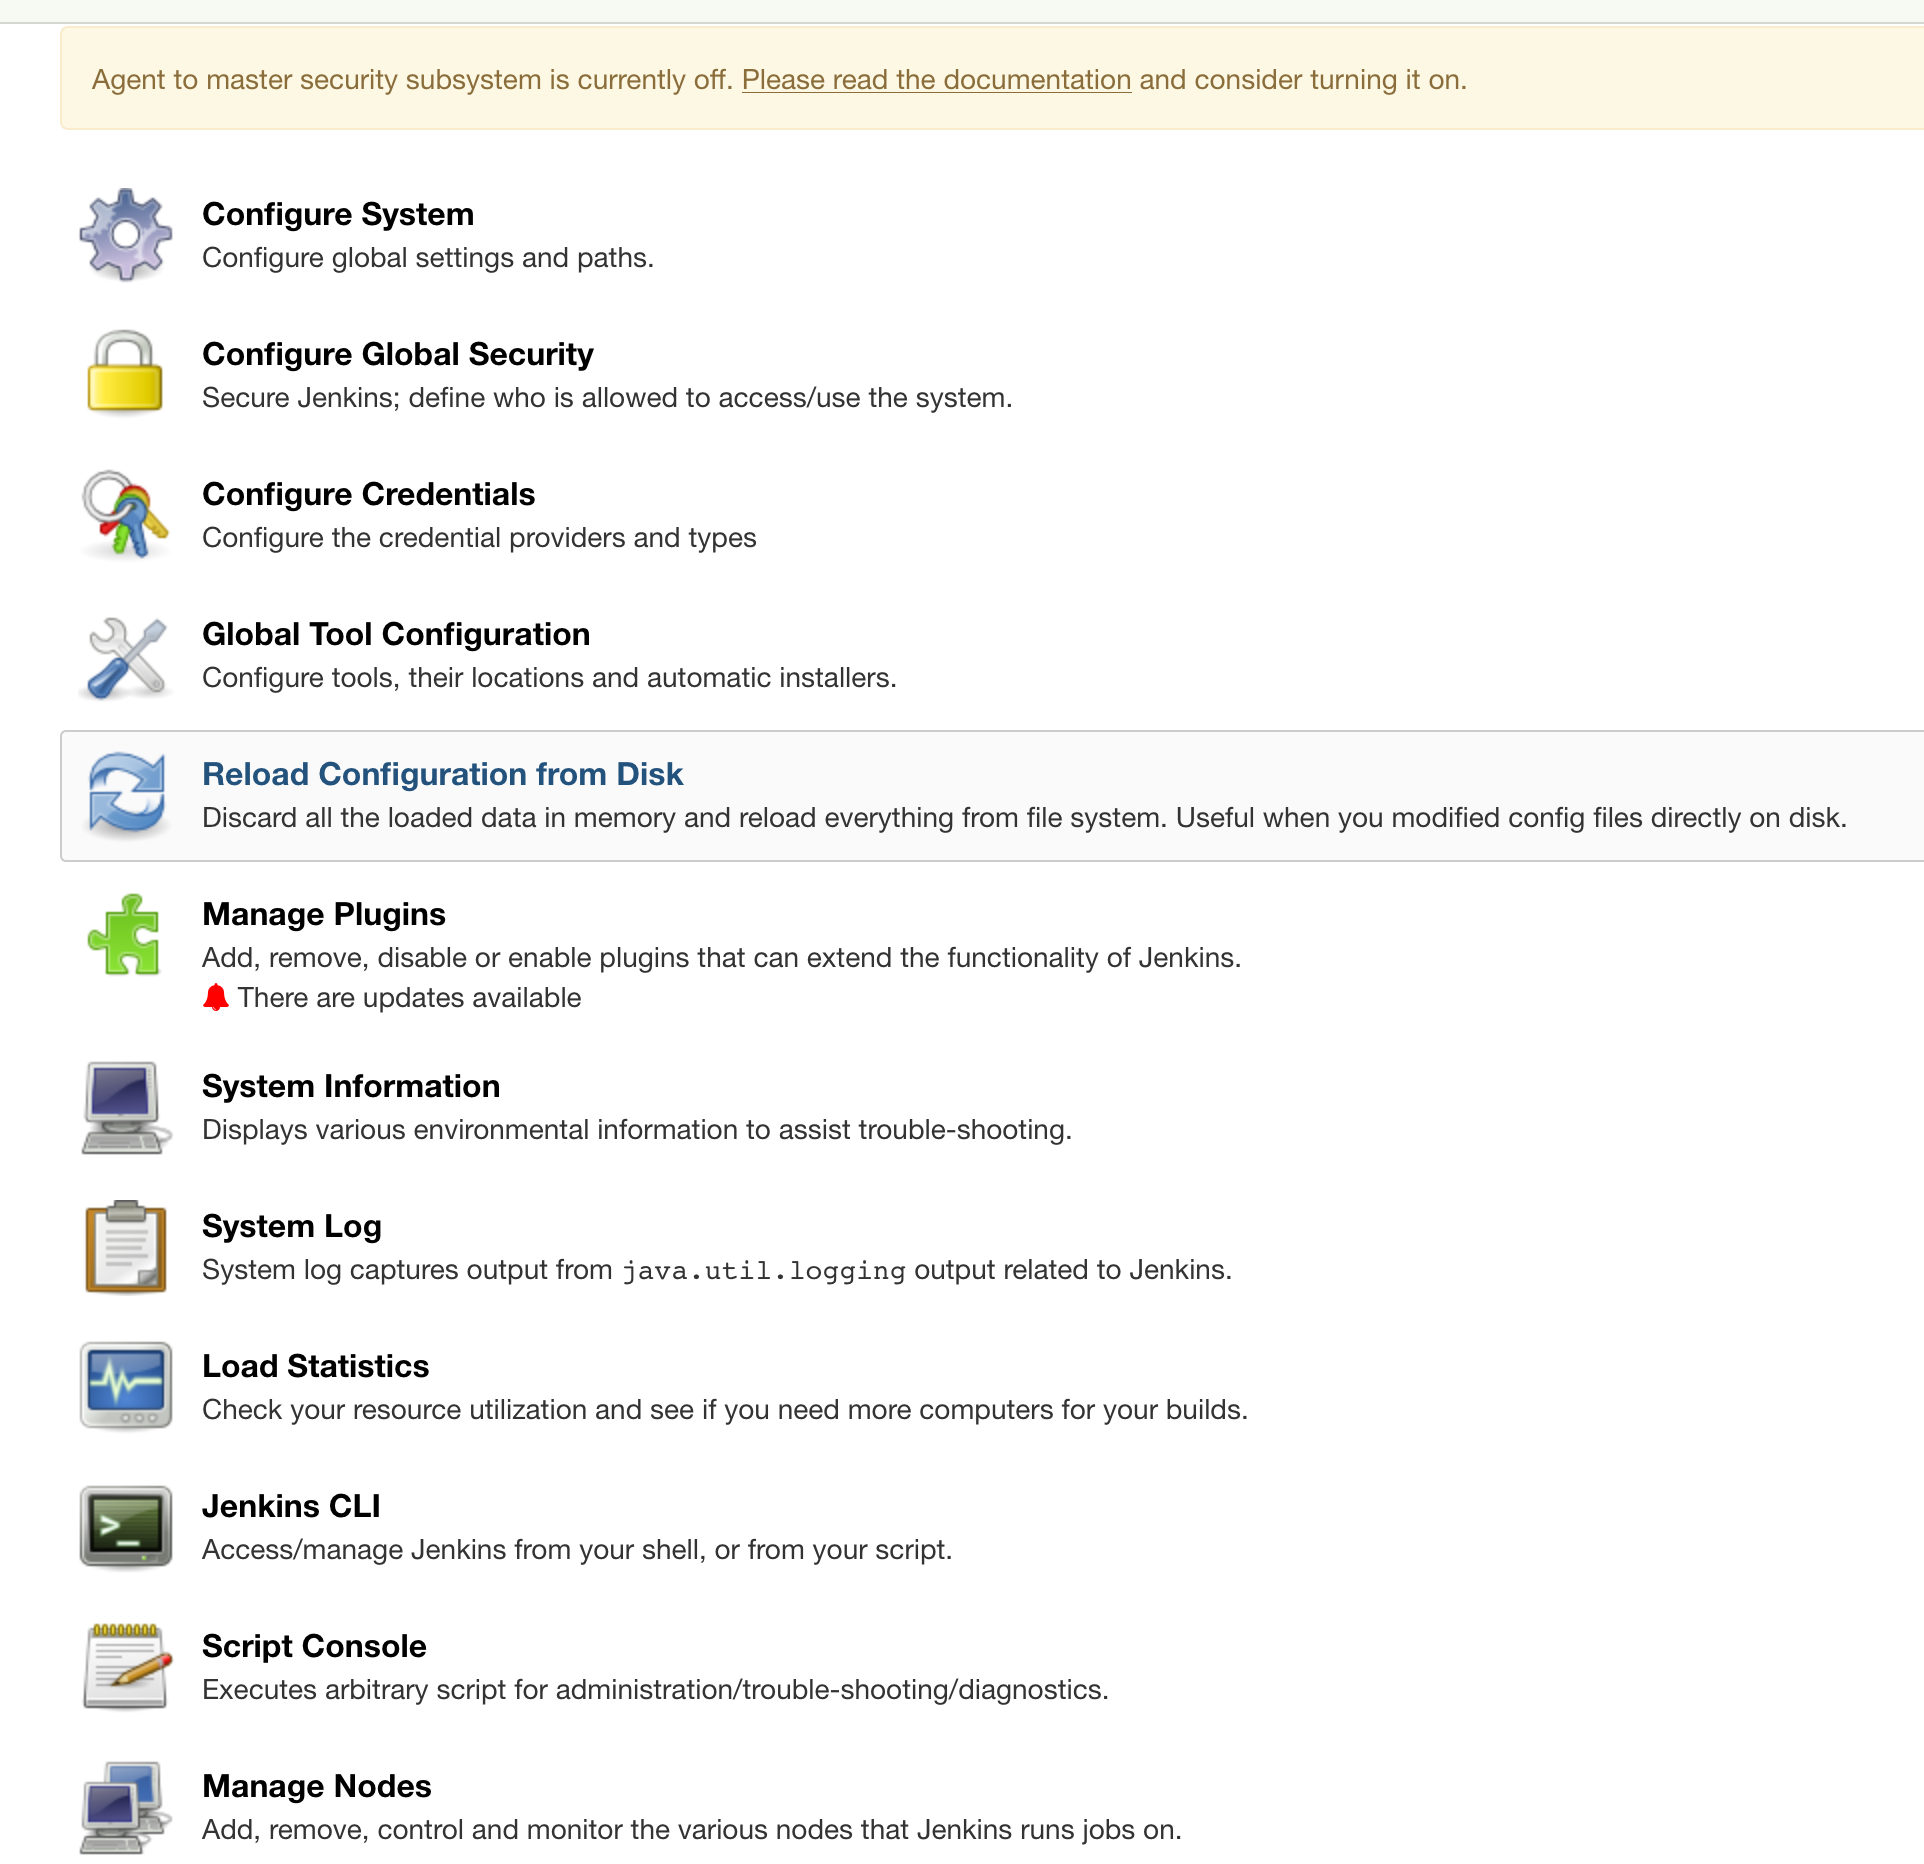 Agent to master security subsystem is currently off. Please read the documentation and consider turning it on.
Configure System
Configure global settings and paths.
Configure Global Security
Secure Jenkins; define who is allowed to access/use the system.
Configure Credentials
Configure the credential providers and types
Global Tool Configuration
Configure tools, their locations and automatic installers.
Reload Configuration from Disk
Discard all the loaded data in memory and reload everything from file system. Useful when you modified config files directly on disk.
Manage Plugins
Add, remove, disable or enable plugins that can extend the functionality of Jenkins.
There are updates available
System Information
Displays various environmental information to assist trouble-shooting.
System Log
System log captures output from java.util.logging output related to Jenkins.
Load Statistics
Check your resource utilization and see if you need more computers for your builds.
Jenkins CLI
Access/manage Jenkins from your shell, or from your script.
Script Console
Executes arbitrary script for administration/trouble-shooting/diagnostics.
Manage Nodes
Add, remove, control and monitor the various nodes that Jenkins runs jobs on.